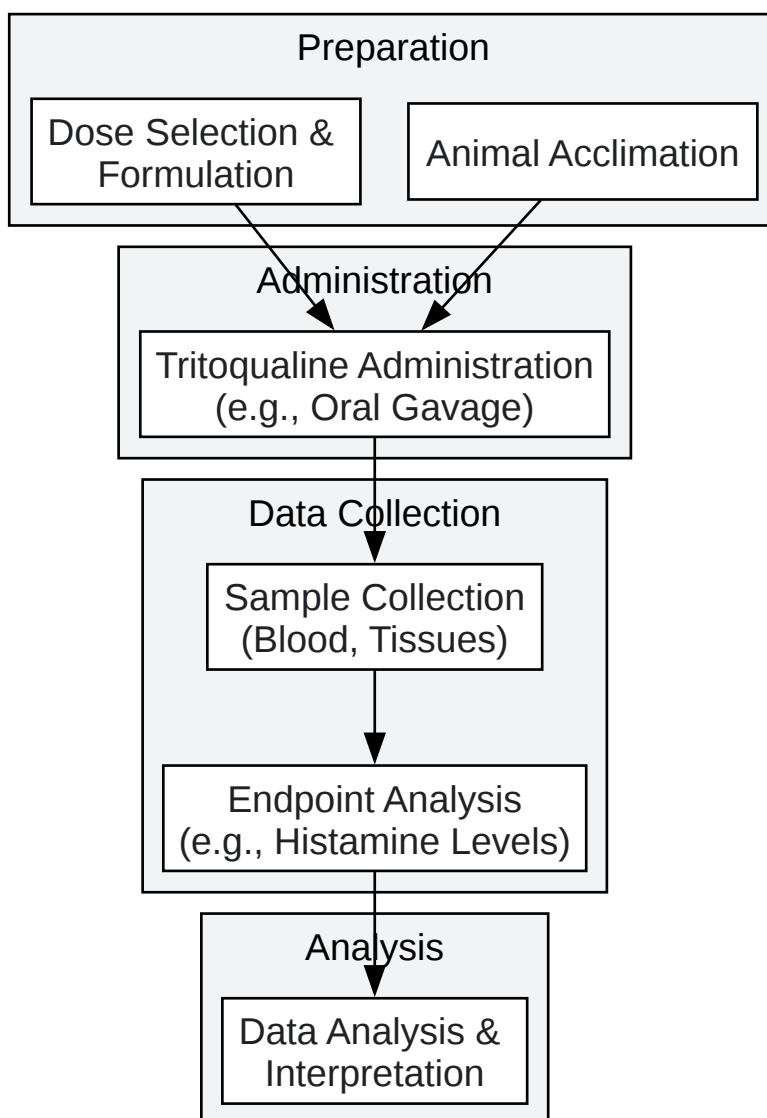 Preparation
Dose Selection &
Formulation
Animal Acclimation
Administration
Tritoqualine Administration
(e.g., Oral Gavage)
Data Collection
Sample Collection
(Blood, Tissues)
Endpoint Analysis
(e.g., Histamine Levels)
Analysis
Data Analysis &
Interpretation